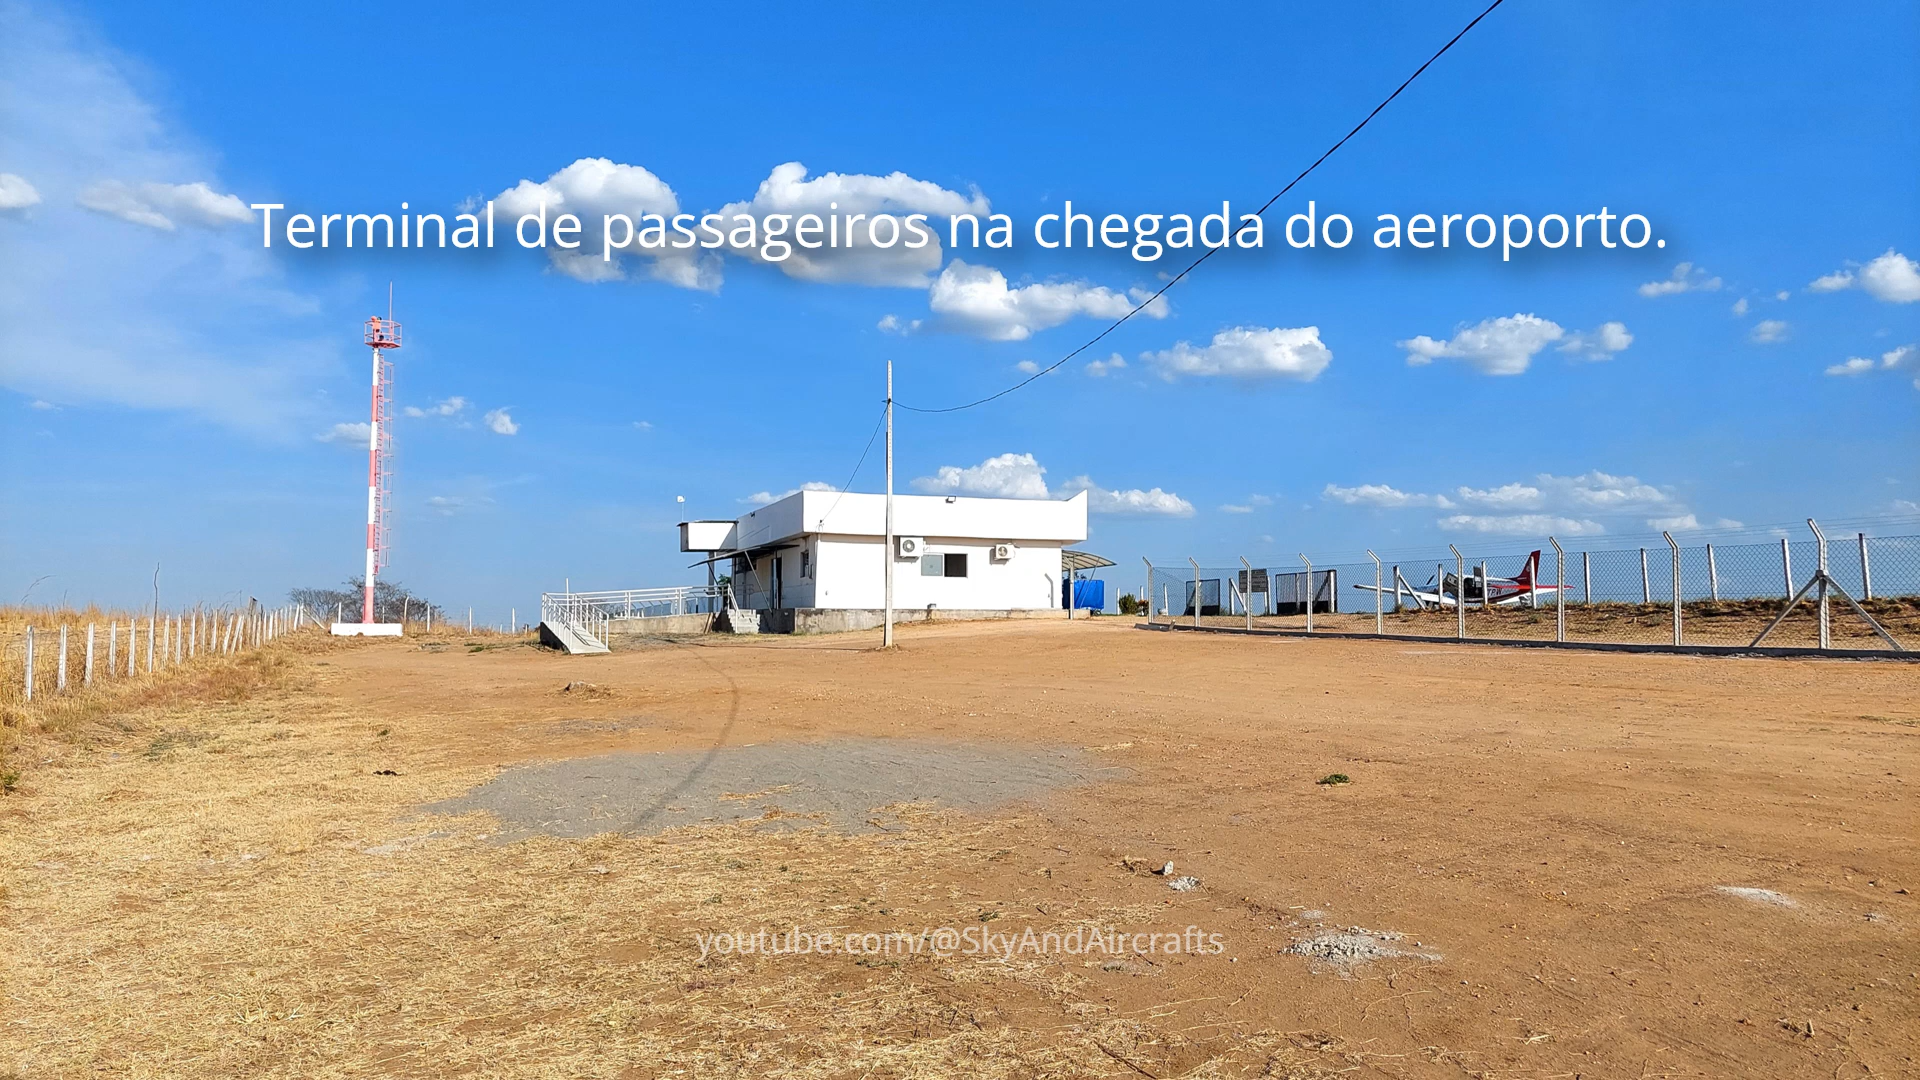 Terminal de passageiros na chegada do aeroporto.
youtube.com/@SkyAndAircrafts